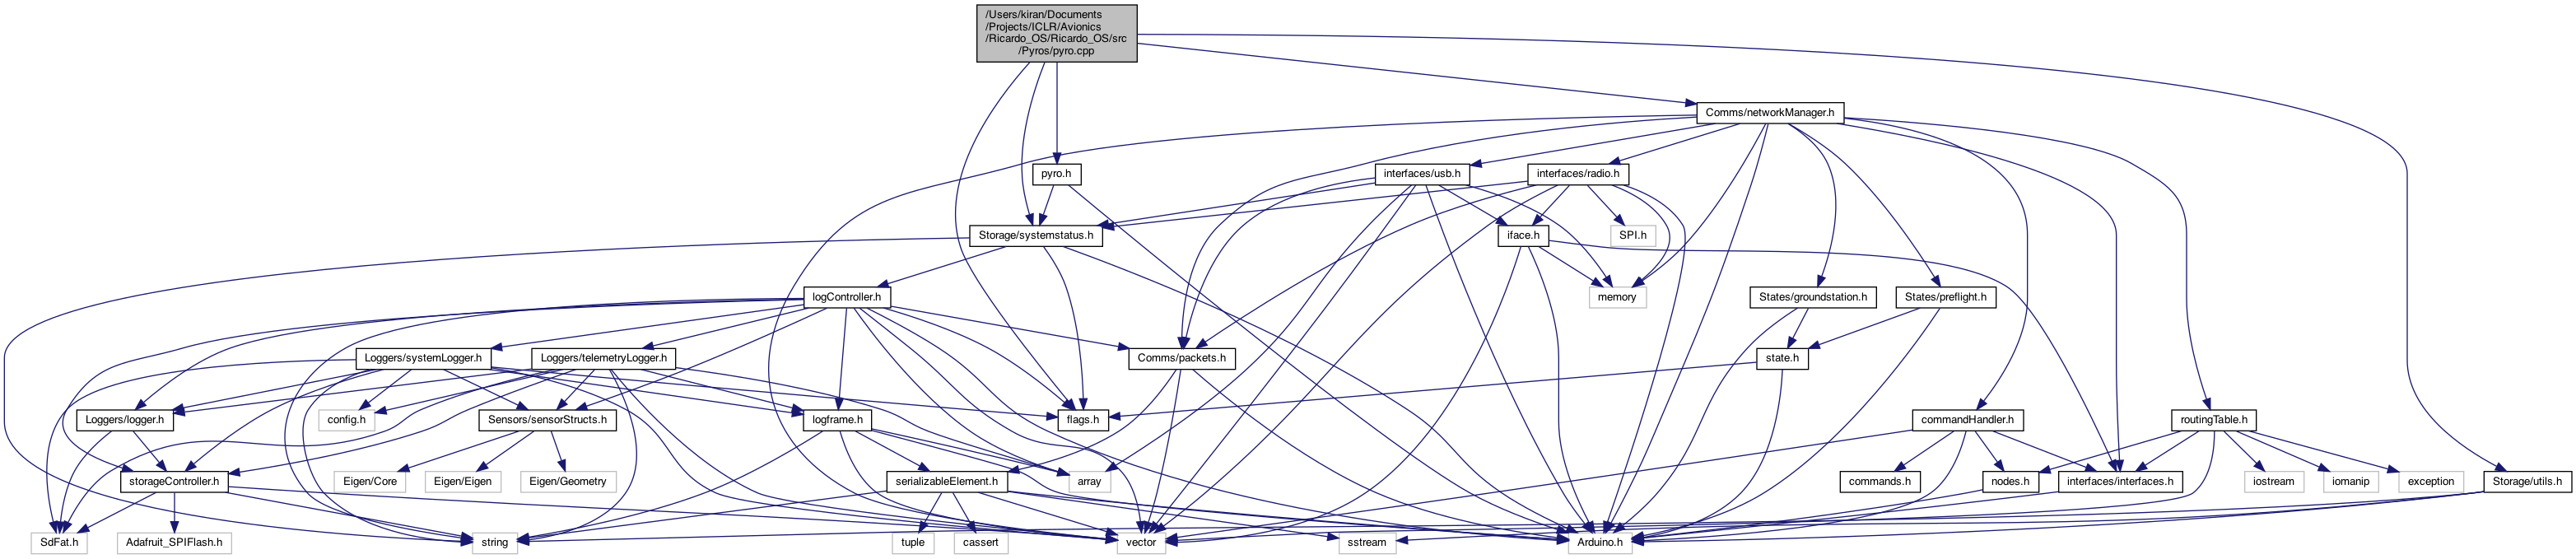 /Users/kiran/Documents
/Projects/ICLR/Avionics
/Ricardo_OS/Ricardo_OS/src
/Pyros/pyro.cpp
Comms/networkManager.h
pyro.h
interfaces/usb.h
interfaces/radio.h
Storage/systemstatus.h
iface.h
SPI.h
logController.h
memory
States/groundstation.h
States/preflight.h
Loggers/systemLogger.h
Loggers/telemetryLogger.h
Comms/packets.h
state.h
Loggers/logger.h
config.h
Sensors/sensorStructs.h
logframe.h
flags.h
commandHandler.h
routingTable.h
storageController.h
Eigen/Core
Eigen/Eigen
Eigen/Geometry
serializableElement.h
array
commands.h
nodes.h
interfaces/interfaces.h
iostream
iomanip
exception
Storage/utils.h
SdFat.h
Adafruit_SPIFlash.h
string
tuple
cassert
vector
sstream
Arduino.h